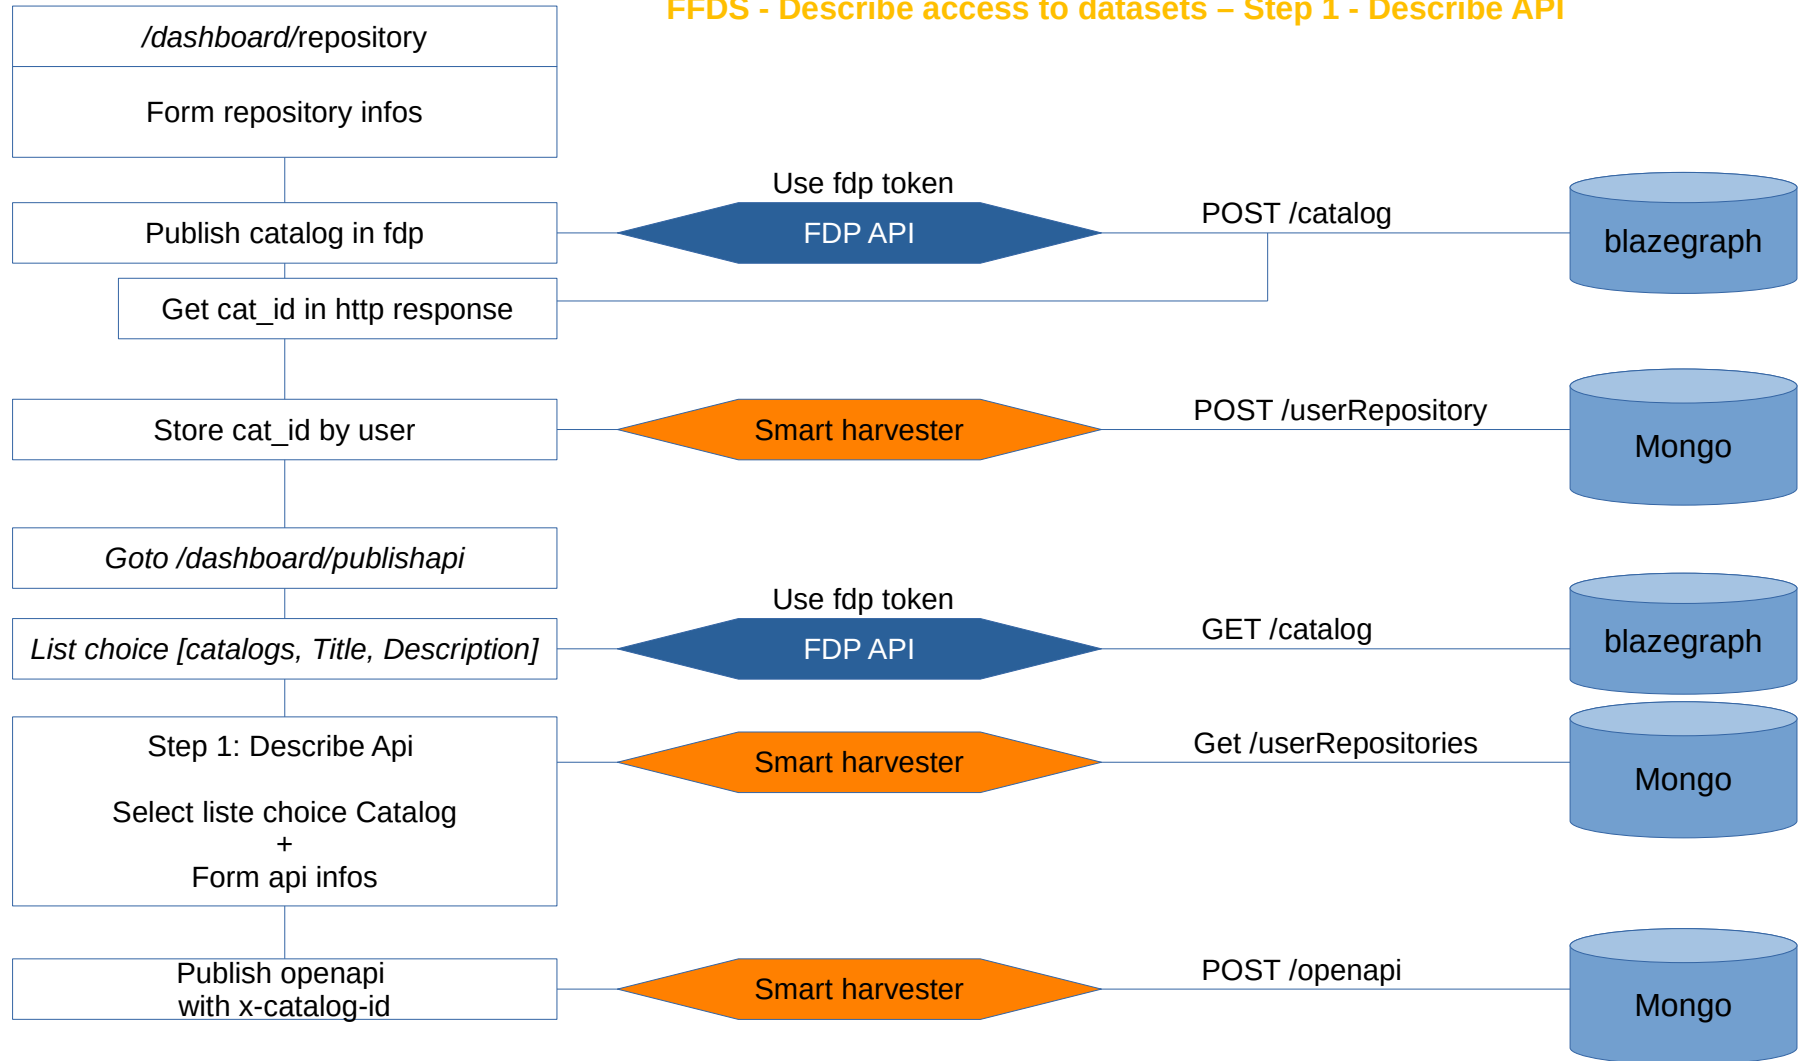 FFDS - Describe access to datasets – Step 1 - Describe API
/dashboard/repository
Form repository infos
Use fdp token
Publish catalog in fdp
FDP API
POST /catalog
blazegraph
Get cat_id in http response
Store cat_id by user
Smart harvester
POST /userRepository
Mongo
Goto /dashboard/publishapi
Use fdp token
List choice [catalogs, Title, Description]
FDP API
GET /catalog
blazegraph
Step 1: Describe Api
Select liste choice Catalog
+
Form api infos
Smart harvester
Get /userRepositories
Mongo
Publish openapi
with x-catalog-id
Smart harvester
POST /openapi
Mongo